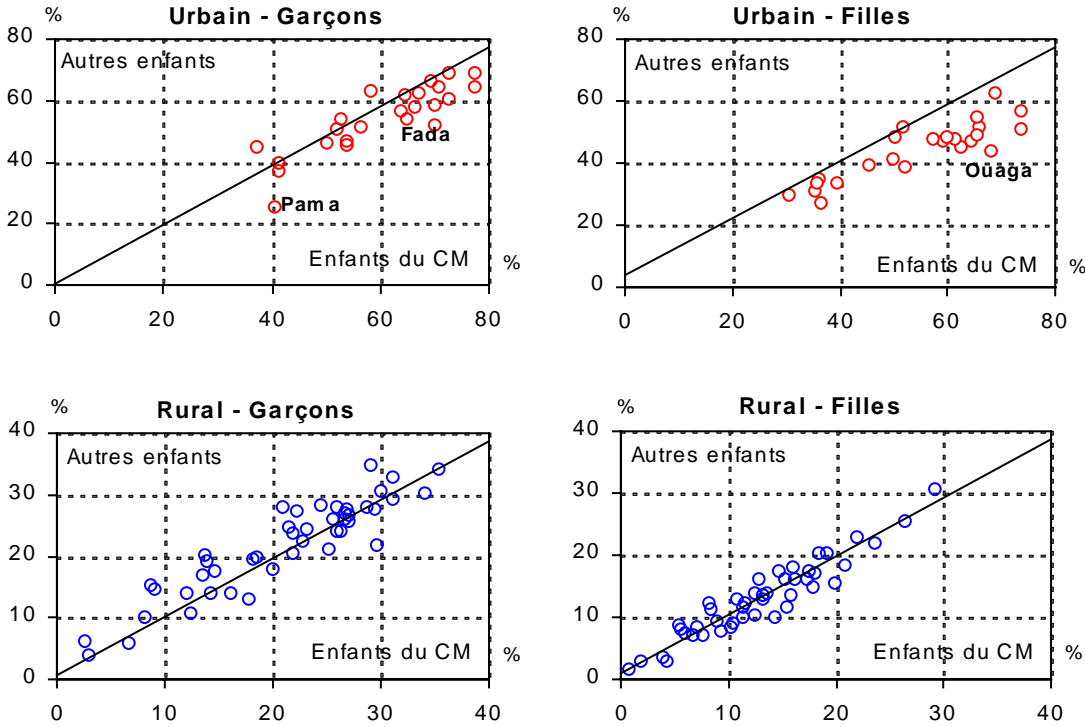 %
Urbain - Garçons
80
Autres enfants
60
Fada
40
Pama
20
Enfants du CM
%
0
0 20 40 60 80
%
Urbain - Filles
80
Autres enfants
60
40
Ouaga
20
Enfants du CM
%
0
0 20 40 60 80
%
Rural - Garçons
40
Autres enfants
30
20
10
Enfants du CM
%
0
0 10 20 30 40
%
Rural - Filles
40
Autres enfants
30
20
10
Enfants du CM
%
0
0 10 20 30 40